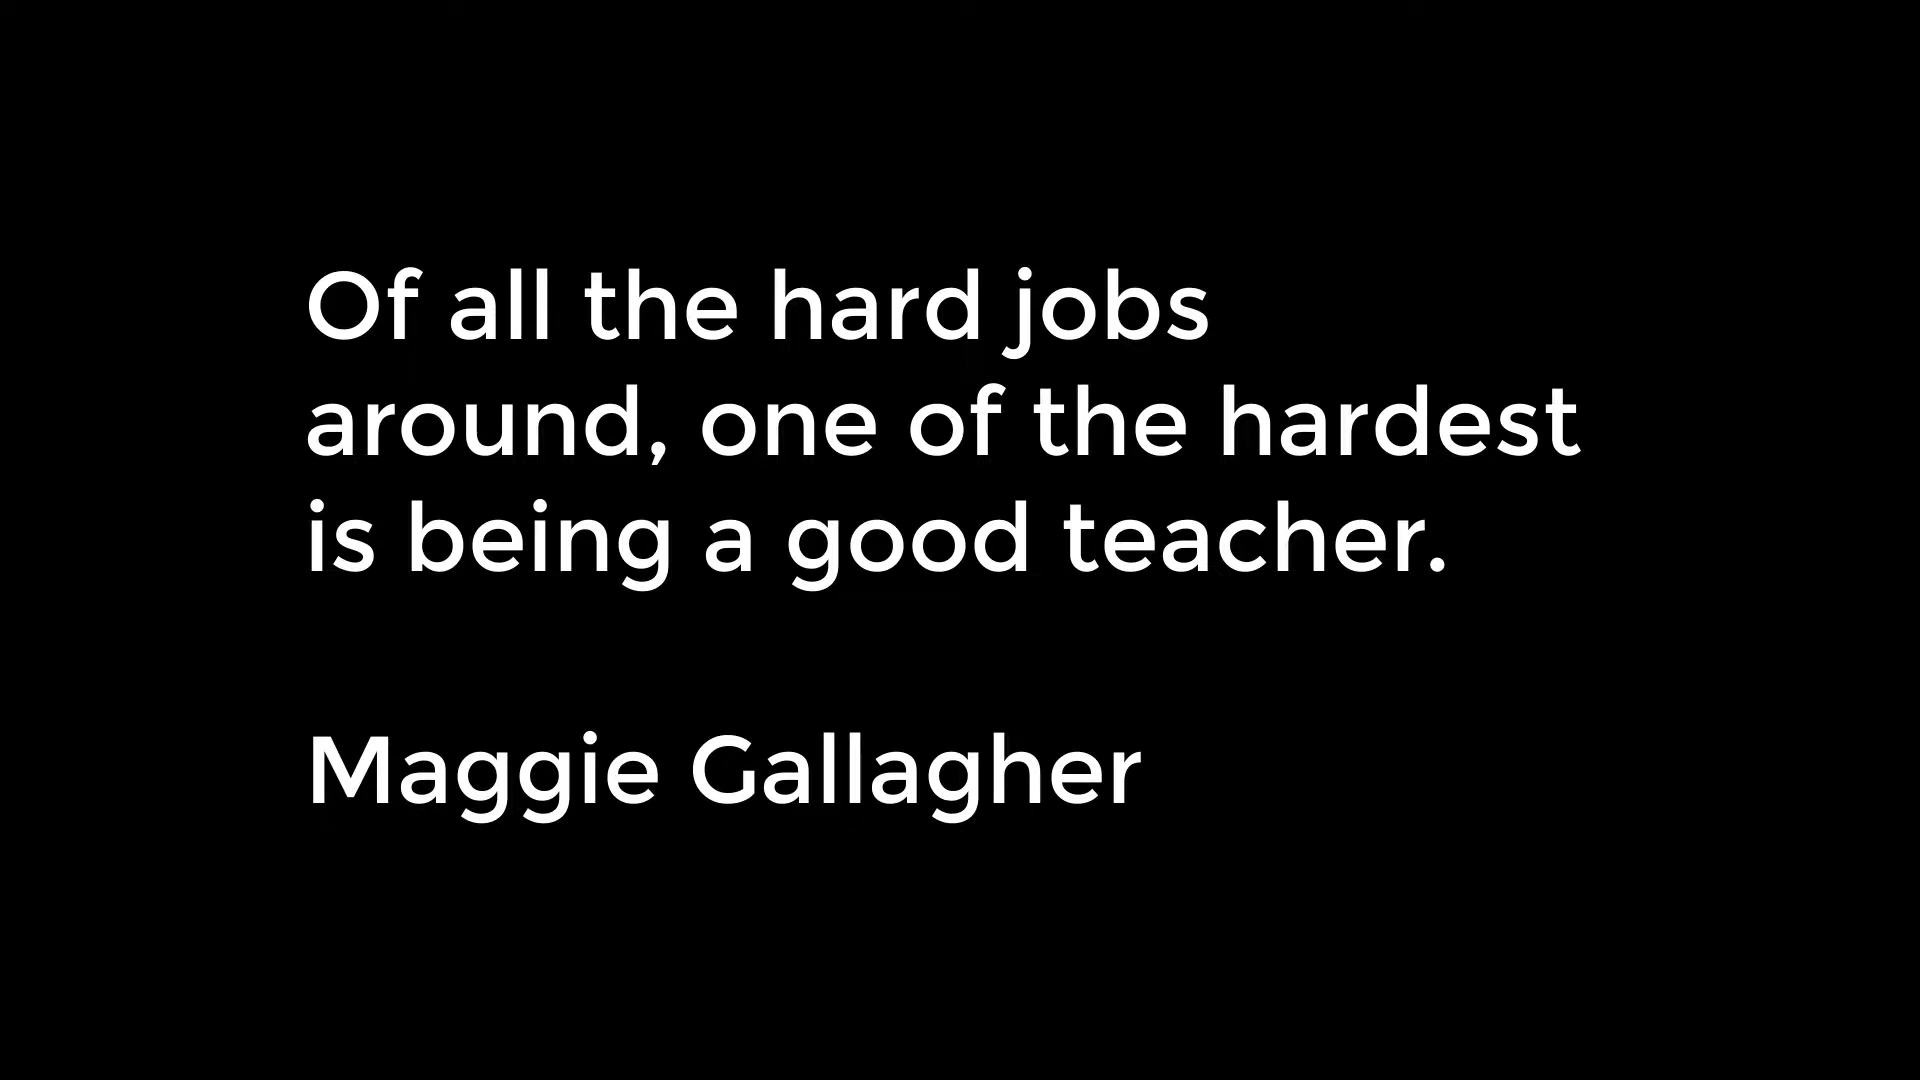 Of all the hard jobs
around, one of the hardest
is being a good teacher.
Maggie Gallagher